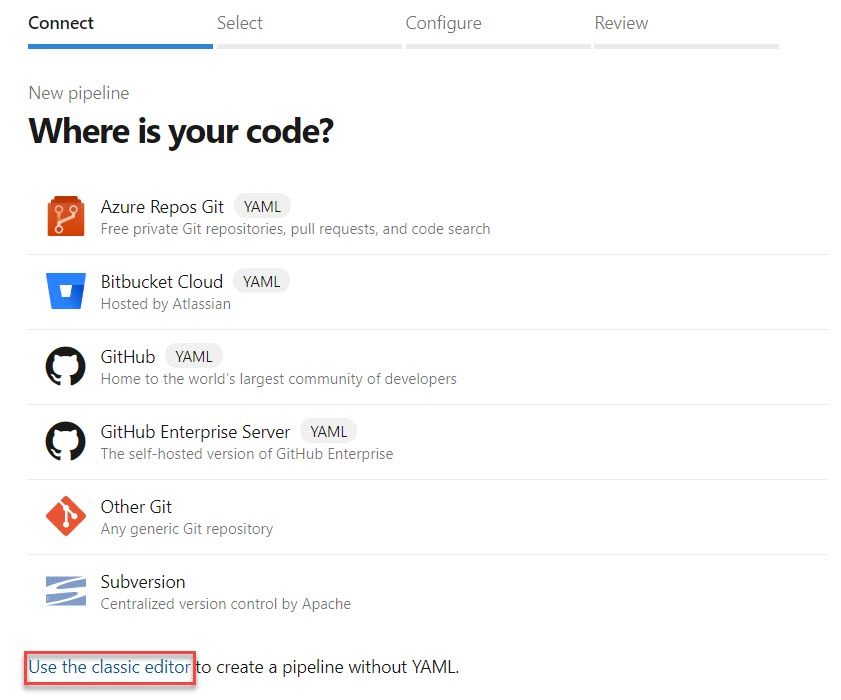 Connect Select Configure Review
New pipeline
Where is your code?
Azure Repos Git YAML
Free private Git repositories, pull requests, and code search
Bitbucket Cloud YAML
Hosted by Atlassian
GitHub YAML
Home to the world's largest community of developers
GitHub Enterprise Server YAML
The self-hosted version of GitHub Enterprise
Other Git
Any generic Git repository
Subversion
Centralized version control by Apache
Use the classic editor to create a pipeline without YAML.